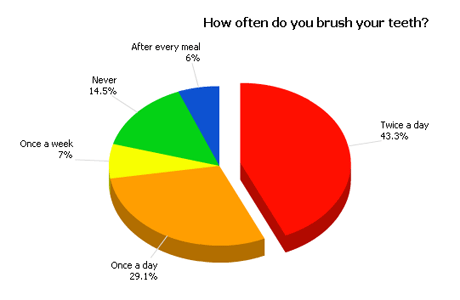 How often do you brush your teeth?
After every meal
6%
Never
14.5%
Twice a day
43.3%
Once a week
7%
Once a day
29.1%